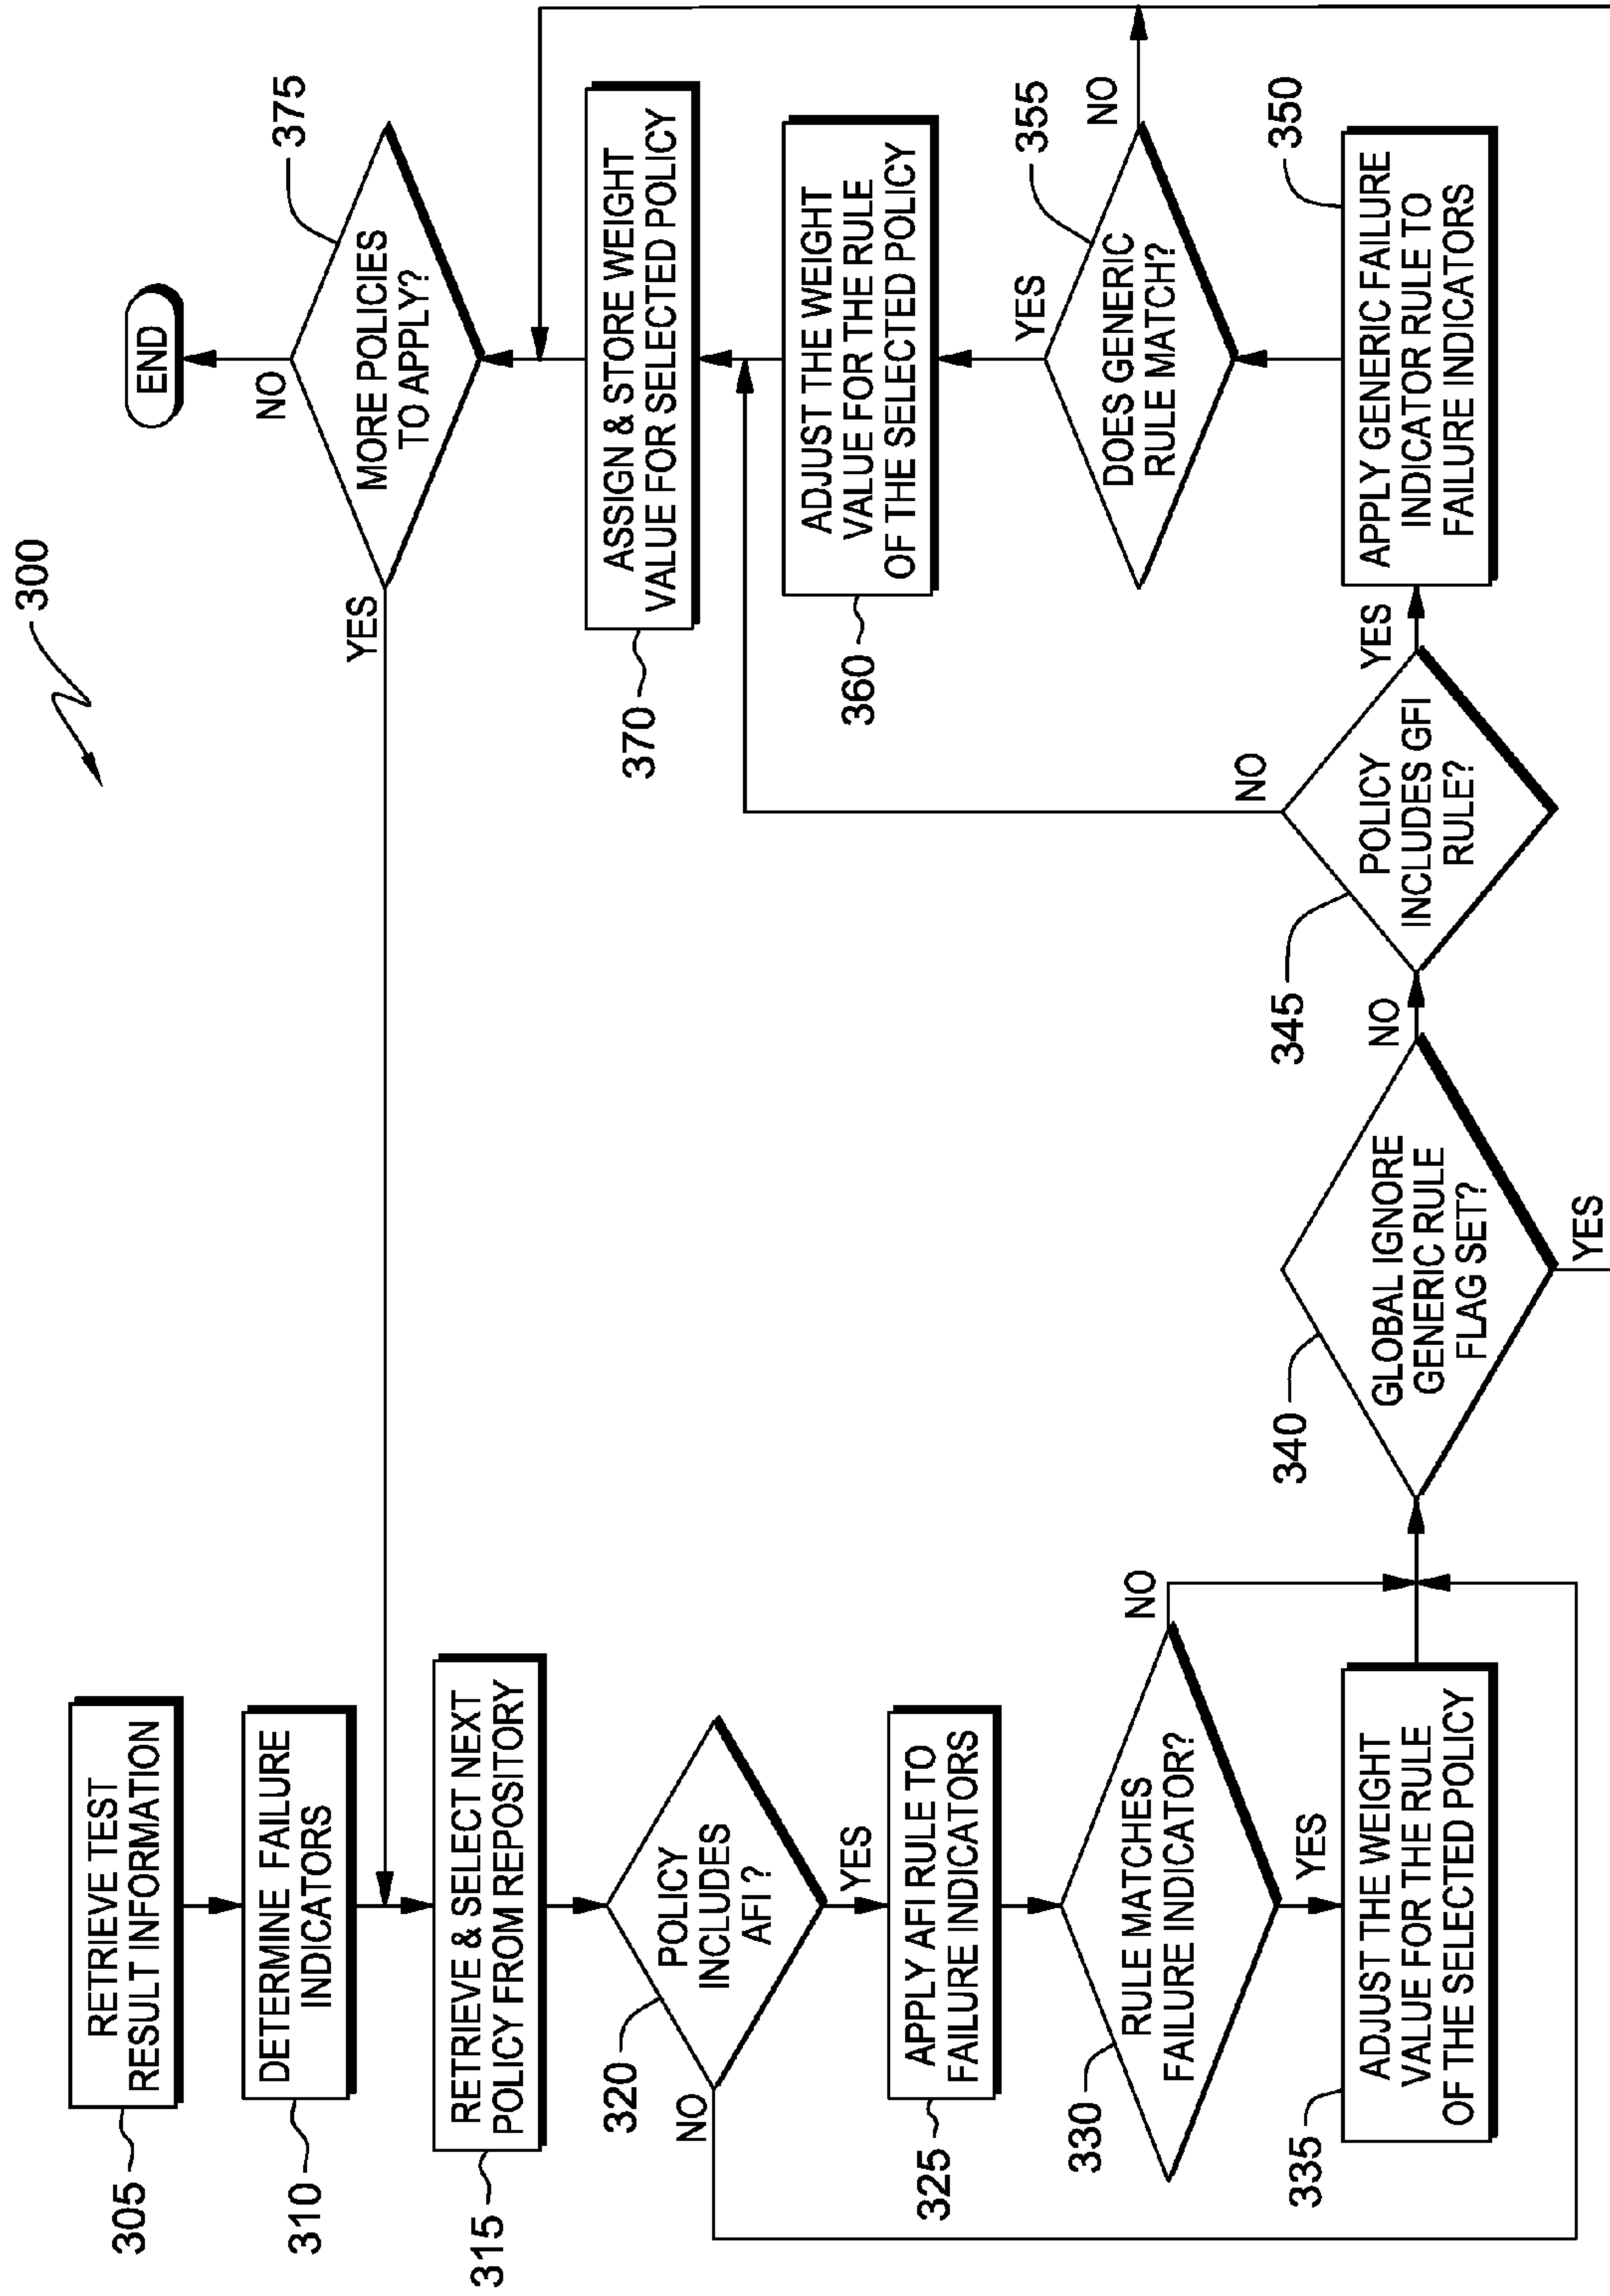 300
305
RETRIEVE TEST
RESULT INFORMATION
310
DETERMINE FAILURE
INDICATORS
315
RETRIEVE & SELECT NEXT
POLICY FROM REPOSITORY
320
POLICY
INCLUDES
AFI ?
NO
YES
325
APPLY AFI RULE TO
FAILURE INDICATORS
330
RULE MATCHES
FAILURE INDICATOR?
NO
YES
335
ADJUST THE WEIGHT
VALUE FOR THE RULE
OF THE SELECTED POLICY
340
GLOBAL IGNORE
GENERIC RULE
FLAG SET?
NO
YES
345
POLICY
INCLUDES GFI
RULE?
NO
YES
350
APPLY GENERIC FAILURE
INDICATOR RULE TO
FAILURE INDICATORS
355
DOES GENERIC
RULE MATCH?
NO
YES
360
ADJUST THE WEIGHT
VALUE FOR THE RULE
OF THE SELECTED POLICY
370
ASSIGN & STORE WEIGHT
VALUE FOR SELECTED POLICY
375
MORE POLICIES
TO APPLY?
YES
NO
END